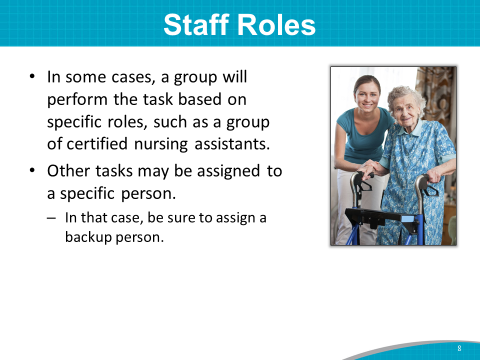 Staff Roles
• In some cases, a group will
perform the task based on
specific roles, such as a group
of certified nursing assistants.
• Other tasks may be assigned to
a specific person.
– In that case, be sure to assign a
backup person.
8